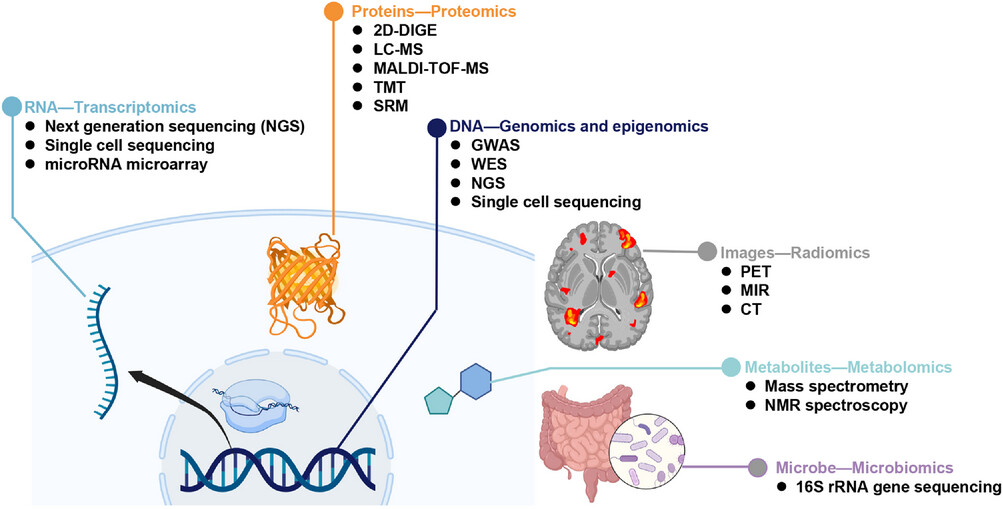 Proteins—Proteomics
● 2D-DIGE
● LC-MS
● MALDI-TOF-MS
● TMT
● SRM
RNA—Transcriptomics
● Next generation sequencing (NGS)
● Single cell sequencing
● microRNA microarray
DNA—Genomics and epigenomics
● GWAS
● WES
● NGS
● Single cell sequencing
Images—Radiomics
● PET
● MIR
● CT
Metabolites—Metabolomics
● Mass spectrometry
● NMR spectroscopy
Microbe—Microbiomics
● 16S rRNA gene sequencing